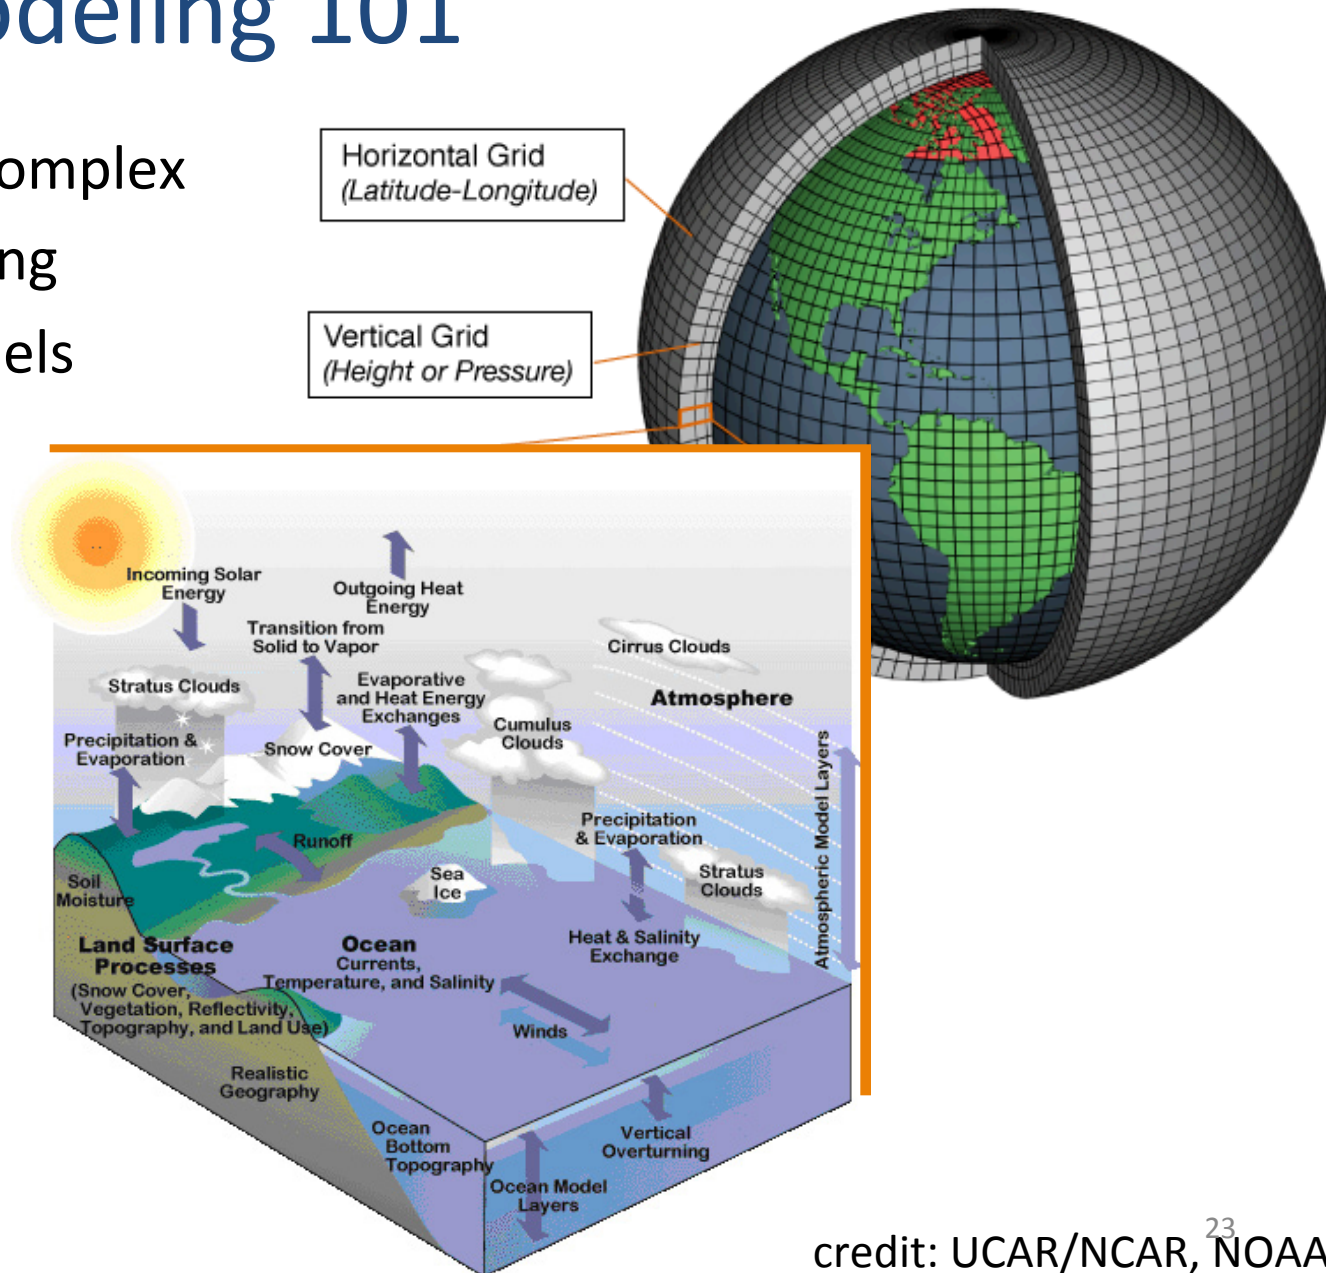 odeling 101
omplex
ng
els
Horizontal Grid
(Latitude-Longitude)
Vertical Grid
(Height or Pressure)
Incoming Solar
Energy
Outgoing Heat
Energy
Transition from
Solid to Vapor
Cirrus Clouds
Stratus Clouds
Evaporative
and Heat Energy
Exchanges
Atmosphere
Cumulus
Clouds
Precipitation &
Evaporation
Snow Cover
Atmospheric Model Layers
Precipitation
& Evaporation
Runoff
Sea
Ice
Stratus
Clouds
Soil
Moisture
Land Surface
Processes
(Snow Cover,
Vegetation, Reflectivity,
Topography, and Land Use)
Ocean
Currents,
Temperature, and Salinity
Heat & Salinity
Exchange
Winds
Realistic
Geography
Ocean
Bottom
Topography
Vertical
Overturning
Ocean Model
Layers
23
credit: UCAR/NCAR, NOAA